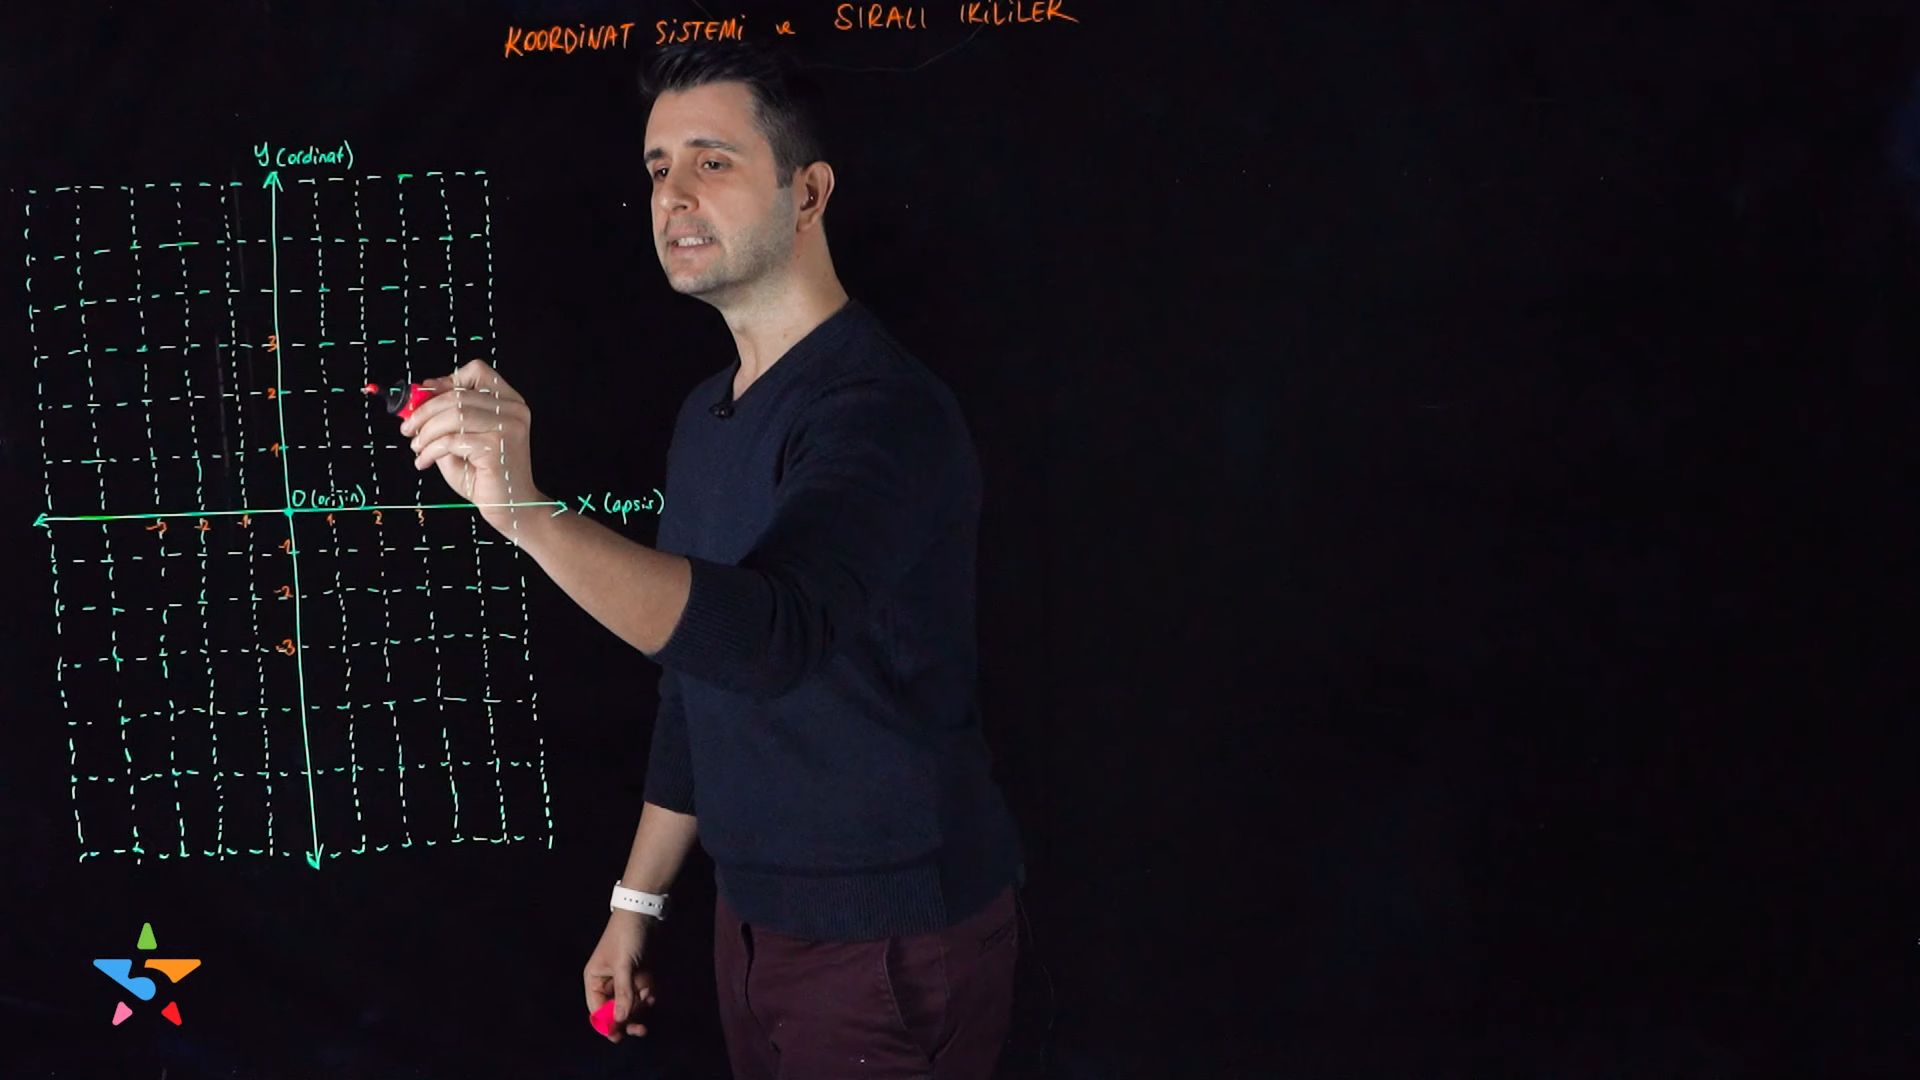 KOORDİNAT SİSTEMİ ve SIRALI İKİLİLER
y (ordinat)
3
2
1
O (orijin)
x (apsis)
-3 -2 -1 1 2 3
-1
-2
-3